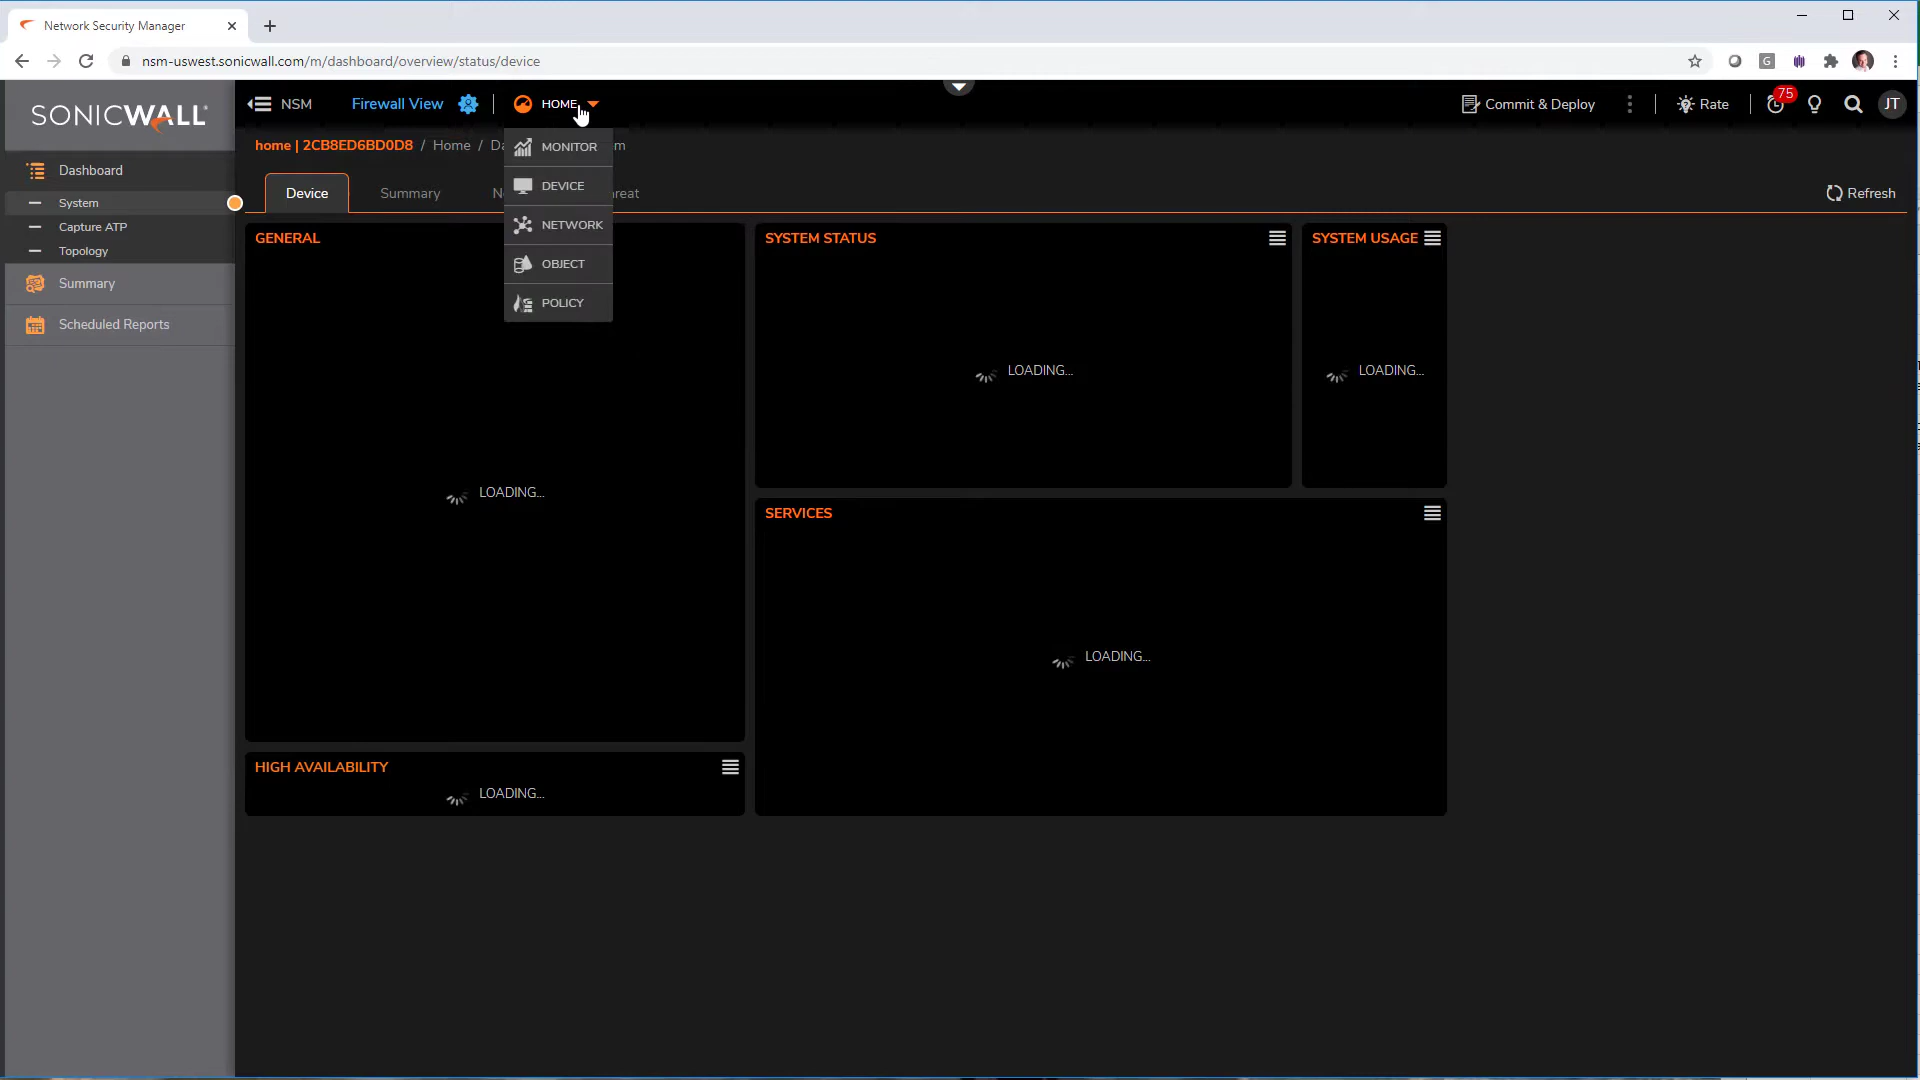 Network Security Manager
nsm-uswest.sonicwall.com/m/dashboard/overview/status/device
SONICWALL
NSM
Firewall View
HOME
Commit & Deploy
Rate
75
JT
home | 2CB8ED6BD0D8 / Home /
MONITOR
DEVICE
NETWORK
OBJECT
POLICY
Dashboard
System
Capture ATP
Topology
Summary
Scheduled Reports
Device
Summary
Refresh
GENERAL
LOADING...
SYSTEM STATUS
LOADING...
SYSTEM USAGE
LOADING...
SERVICES
LOADING...
HIGH AVAILABILITY
LOADING...